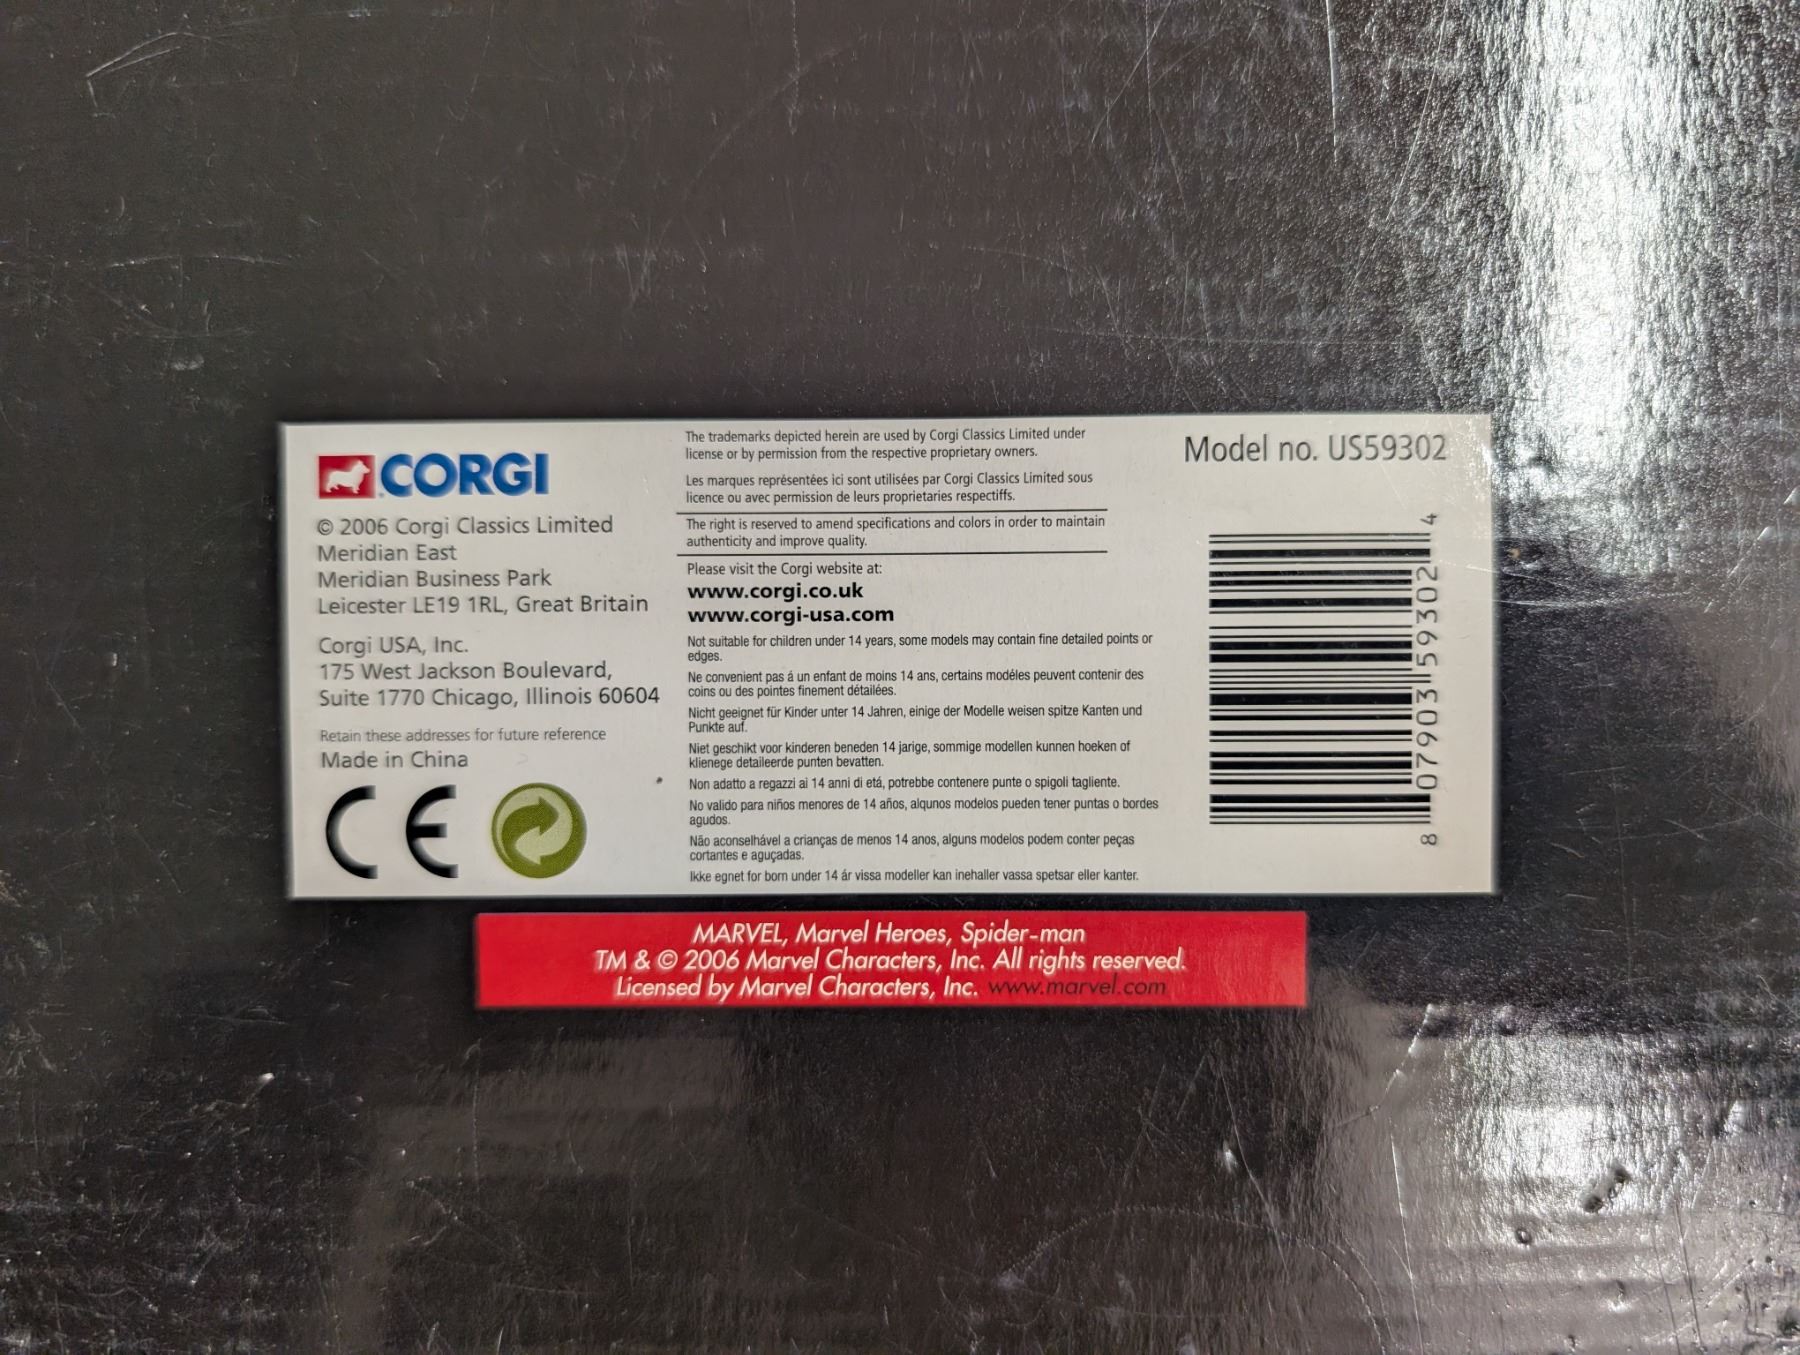 CORGI
© 2006 Corgi Classics Limited
Meridian East
Meridian Business Park
Leicester LE19 1RL, Great Britain
Corgi USA, Inc.
175 West Jackson Boulevard,
Suite 1770 Chicago, Illinois 60604
Retain these addresses for future reference
Made in China
CE
The trademarks depicted herein are used by Corgi Classics Limited under
license or by permission from the respective proprietary owners.
Les marques représentées ici sont utilisées par Corgi Classics Limited sous
licence ou avec permission de leurs proprietaries respectiffs.
The right is reserved to amend specifications and colors in order to maintain
authenticity and improve quality.
Please visit the Corgi website at:
www.corgi.co.uk
www.corgi-usa.com
Not suitable for children under 14 years, some models may contain fine detailed points or
edges.
Ne convenient pas á un enfant de moins 14 ans, certains modéles peuvent contenir des
coins ou des pointes finement détailées.
Nicht geeignet für Kinder unter 14 Jahren, einige der Modelle weisen spitze Kanten und
Punkte auf.
Niet geschikt voor kinderen beneden 14 jarige, sommige modellen kunnen hoeken of
klienege detaileerde punten bevatten.
Non adatto a regazzi ai 14 anni di etá, potrebbe contenere punte o spigoli tagliente.
No valido para niños menores de 14 años, alqunos modelos pueden tener puntas o bordes
agudos.
Não aconselhável a crianças de menos 14 anos, alguns modelos podem conter peças
cortantes e aguçadas.
Ikke egnet for born under 14 ár vissa modeller kan inehaller vassa spetsar eller kanter.
Model no. US59302
8 07903 59302 4
MARVEL, Marvel Heroes, Spider-man
TM & © 2006 Marvel Characters, Inc. All rights reserved.
Licensed by Marvel Characters, Inc. www.marvel.com